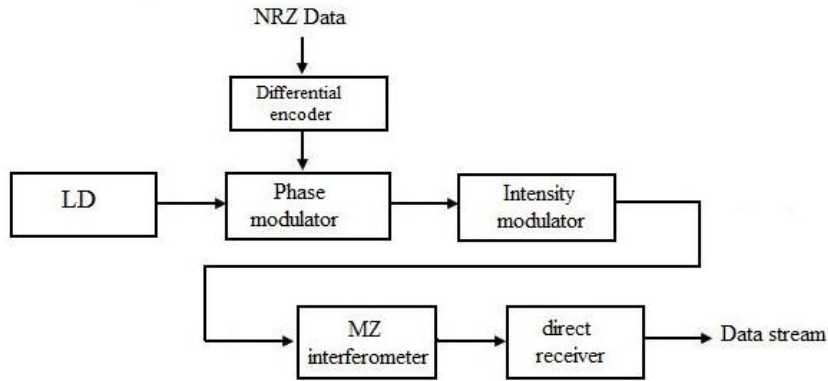 NRZ Data
Differential
encoder
LD
Phase
modulator
Intensity
modulator
MZ
interferometer
direct
receiver
Data stream